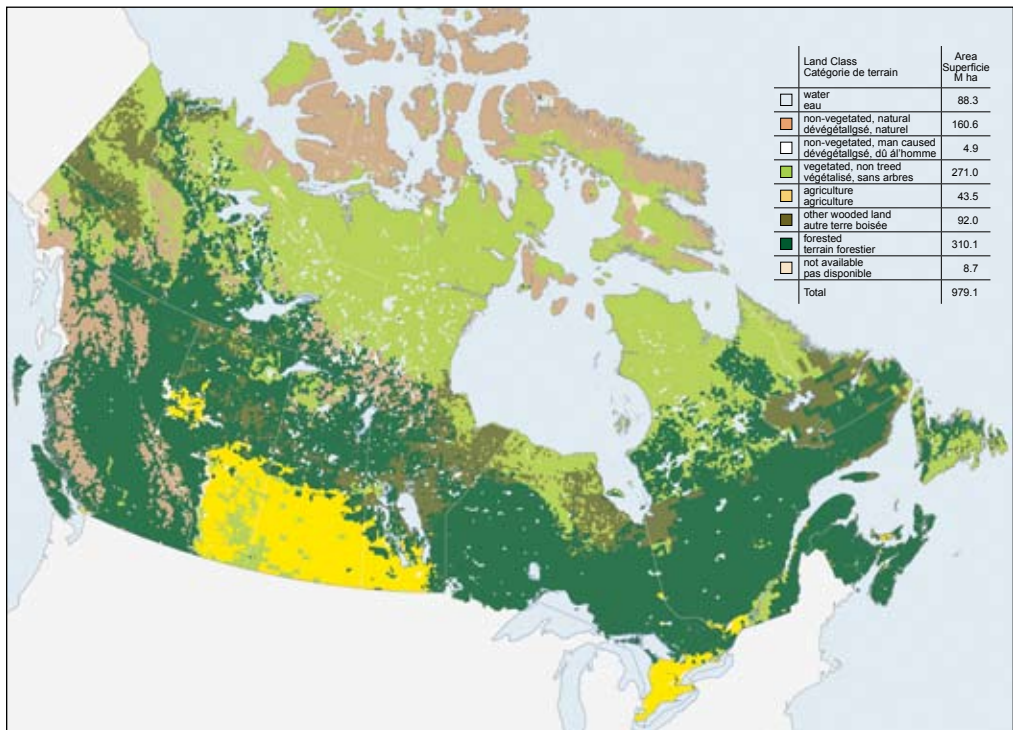 Land Class
Catégorie de terrain
Area
Superficie
M ha
water
eau
88.3
non-vegetated, natural
dévégétallgsé, naturel
160.6
non-vegetated, man caused
dévégétallgsé, dû ál'homme
4.9
vegetated, non treed
végétalisé, sans arbres
271.0
agriculture
agriculture
43.5
other wooded land
autre terre boisée
92.0
forested
terrain forestier
310.1
not available
pas disponible
8.7
Total
979.1